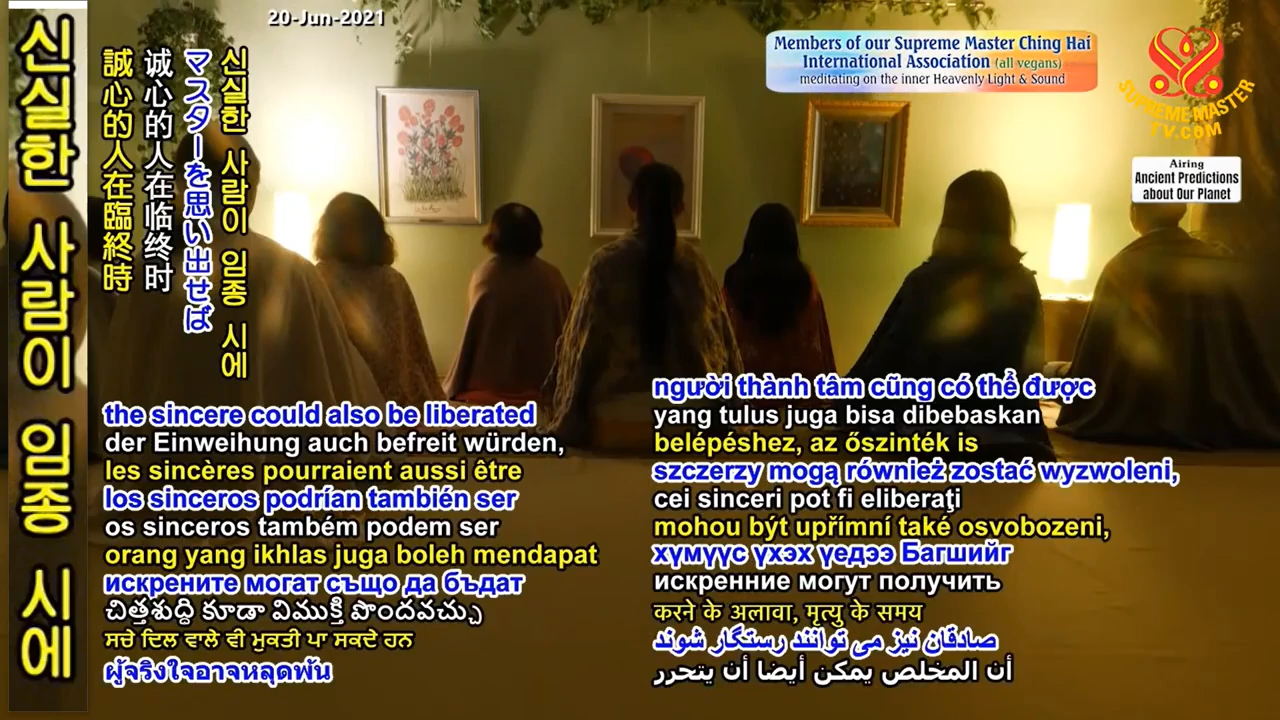 20-Jun-2021
Members of our Supreme Master Ching Hai
International Association (all vegans)
meditating on the inner Heavenly Light & Sound
SUPREME MASTER
TV.COM
Airing
Ancient Predictions
about Our Planet
신실한 사람이 임종 시에
신실한 사람이 임종 시에
マスターを思い出せば
诚心的人在临终时
誠心的人在臨終時
the sincere could also be liberated
der Einweihung auch befreit würden,
les sincères pourraient aussi être
los sinceros podrían también ser
os sinceros também podem ser
orang yang ikhlas juga boleh mendapat
искрените могат също да бъдат
చిత్తశుద్ధి కూడా విముక్తి పొందవచ్చు
ਸਚੇ ਦਿਲ ਵਾਲੇ ਵੀ ਮੁਕਤੀ ਪਾ ਸਕਦੇ ਹਨ
ผู้จริงใจอาจหลุดพ้น
người thành tâm cũng có thể được
yang tulus juga bisa dibebaskan
belépéshez, az őszinték is
szczerzy mogą również zostać wyzwoleni,
cei sinceri pot fi eliberaţi
mohou být upřímní také osvobozeni,
хүмүүс үхэх үедээ Багшийг
искренние могут получить
करने के अलावा, मृत्यु के समय
صادقان نیز می توانند رستگار شوند
أن المخلص يمكن أيضا أن يتحرر